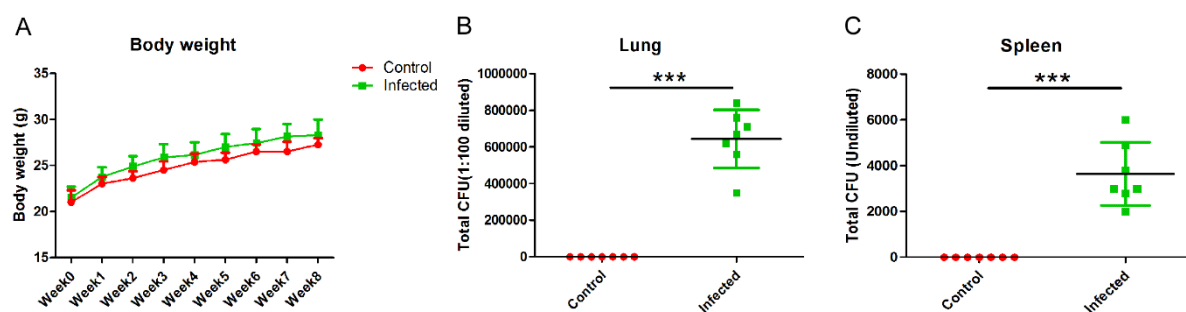 A
Body weight
Body weight (g)
35
30
25
20
15
Week0
Week1
Week2
Week3
Week4
Week5
Week6
Week7
Week8
Control
Infected
B
Lung
Total CFU(1:100 diluted)
1000000
800000
600000
400000
200000
0
***
Control
Infected
C
Spleen
Total CFU (Undiluted)
8000
6000
4000
2000
0
***
Control
Infected